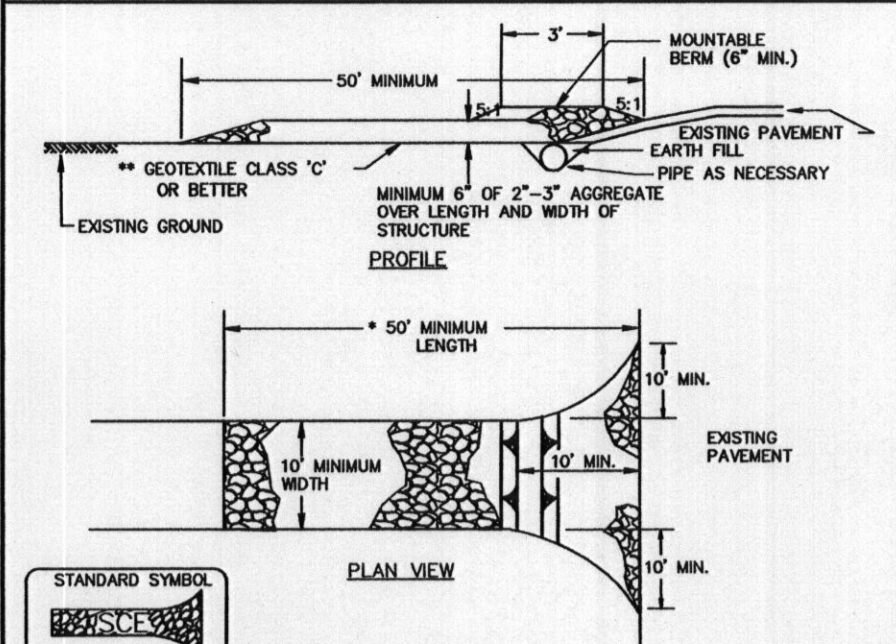 3'
MOUNTABLE
BERM (6" MIN.)
50' MINIMUM
5:1
5:1
EXISTING PAVEMENT
** GEOTEXTILE CLASS 'C'
OR BETTER
EARTH FILL
PIPE AS NECESSARY
MINIMUM 6" OF 2"-3" AGGREGATE
OVER LENGTH AND WIDTH OF
STRUCTURE
EXISTING GROUND
PROFILE
* 50' MINIMUM
LENGTH
10' MIN.
EXISTING
PAVEMENT
10' MINIMUM
WIDTH
10' MIN.
PLAN VIEW
10' MIN.
STANDARD SYMBOL
SCE